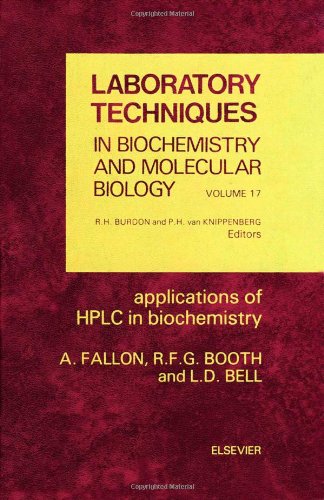 LABORATORY
TECHNIQUES
IN BIOCHEMISTRY
AND MOLECULAR
BIOLOGY VOLUME 17
R.H. BURDON and P.H. van KNIPPENBERG
Editors
applications of
HPLC in biochemistry
A. FALLON, R.F.G. BOOTH
and L.D. BELL
ELSEVIER